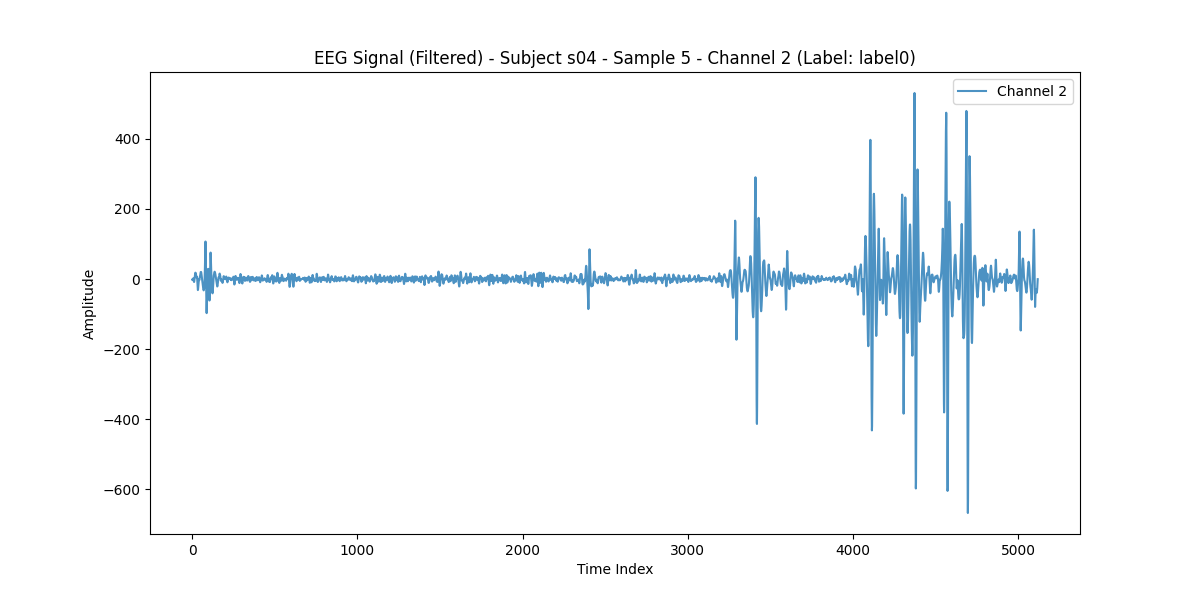 EEG Signal (Filtered) - Subject s04 - Sample 5 - Channel 2 (Label: label0)
Channel 2
400
200
0
−200
−400
−600
Amplitude
0 1000 2000 3000 4000 5000
Time Index